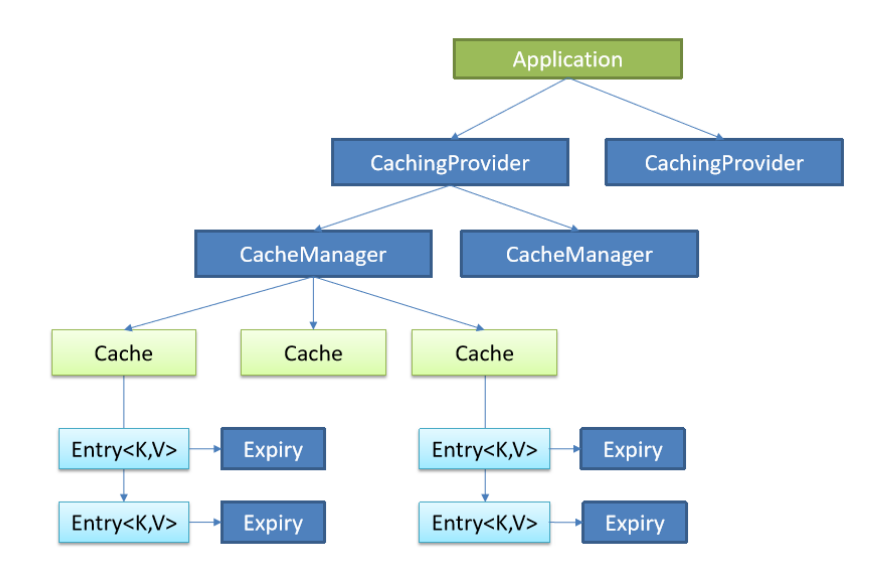 Application
CachingProvider
CachingProvider
CacheManager
CacheManager
Cache
Cache
Cache
Entry<K,V>
Expiry
Entry<K,V>
Expiry
Entry<K,V>
Expiry
Entry<K,V>
Expiry